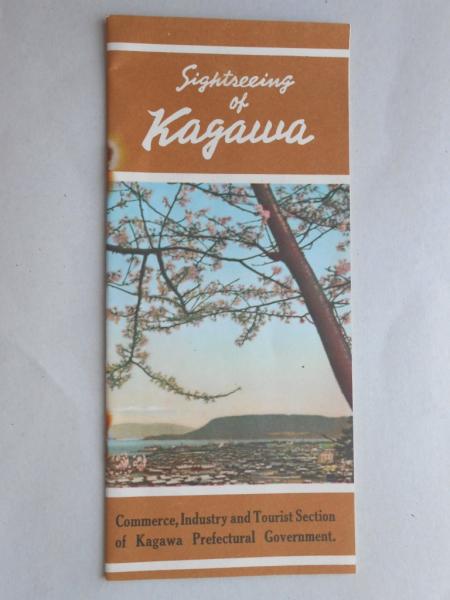 Sightseeing
of
Kagawa
Commerce, Industry and Tourist Section
of Kagawa Prefectural Government.